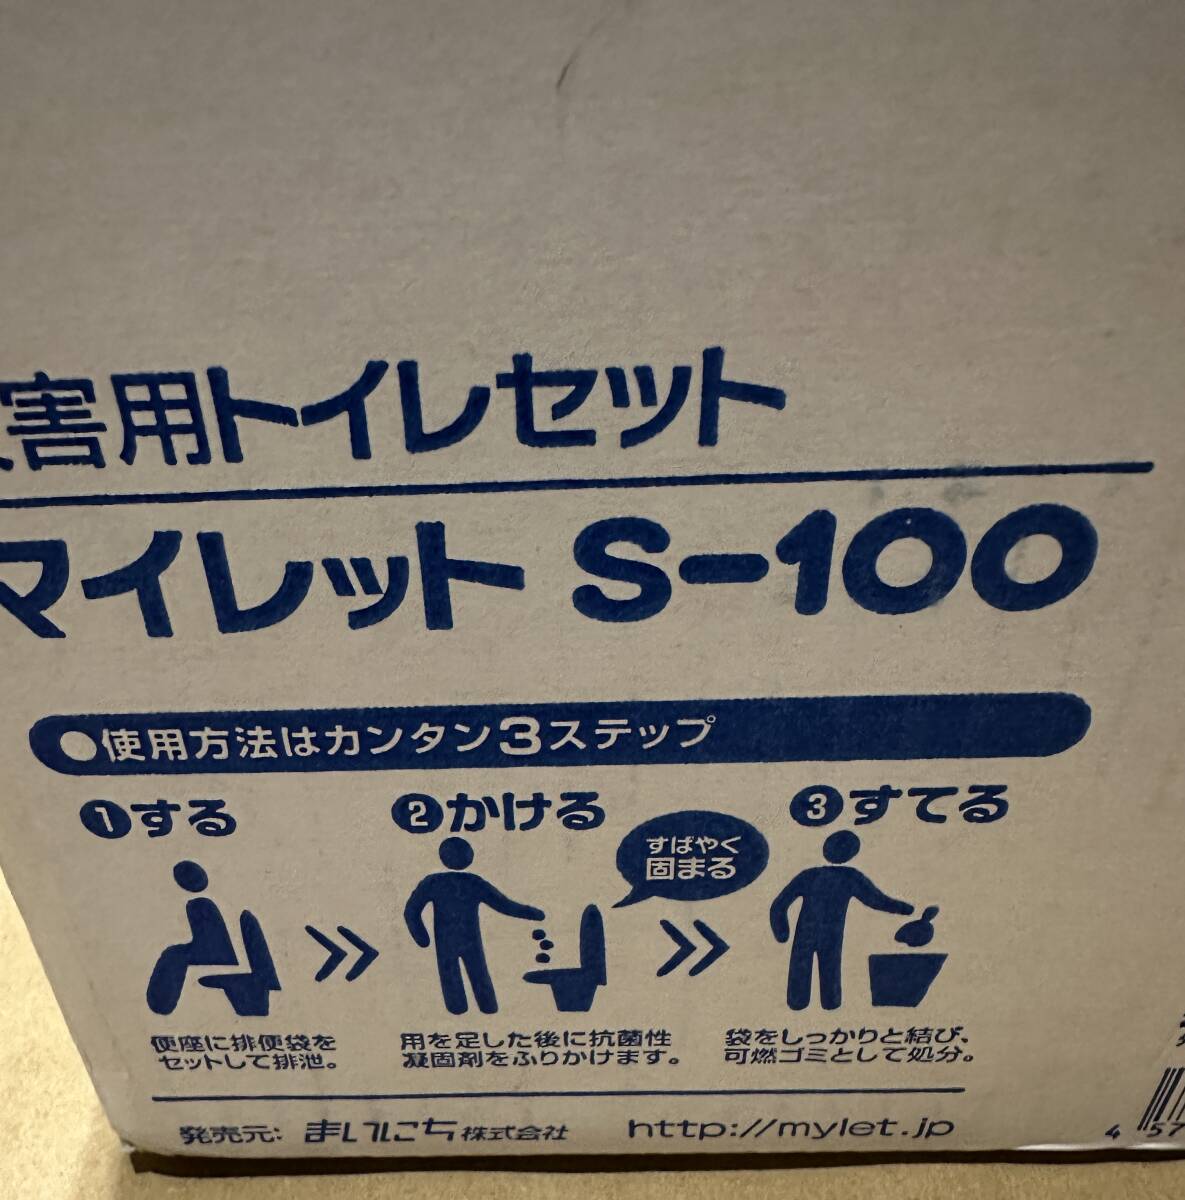 害用トイレセット
マイレット S-100
●使用方法はカンタン3ステップ
①する
②かける
すばやく
固まる
③すてる
便座に排便袋を
セットして排泄。
用を足した後に抗菌性
凝固剤をふりかけます。
袋をしっかりと結び、
可燃ゴミとして処分。
発売元: まいにち株式会社 http://mylet.jp
4 57